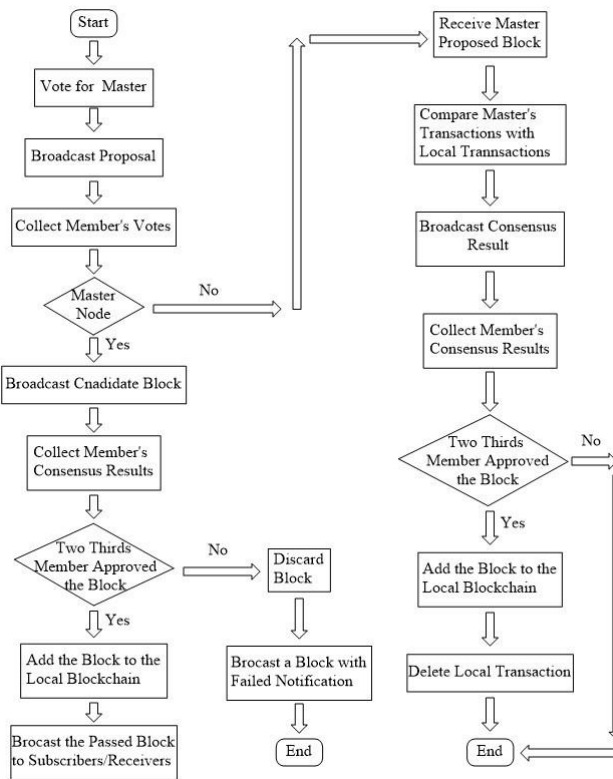 Start
Vote for Master
Broadcast Proposal
Collect Member's Votes
Master
Node
No
Yes
Broadcast Cnadidate Block
Collect Member's
Consensus Results
Two Thirds
Member Approved
the Block
No
Discard
Block
Yes
Add the Block to the
Local Blockchain
Brocast a Block with
Failed Notification
Brocast the Passed Block
to Subscribers/Receivers
End
Receive Master
Proposed Block
Compare Master's
Transactions with
Local Trannsactions
Broadcast Consensus
Result
Collect Member's
Consensus Results
Two Thirds
Member Approved
the Block
No
Yes
Add the Block to the
Local Blockchain
Delete Local Transaction
End